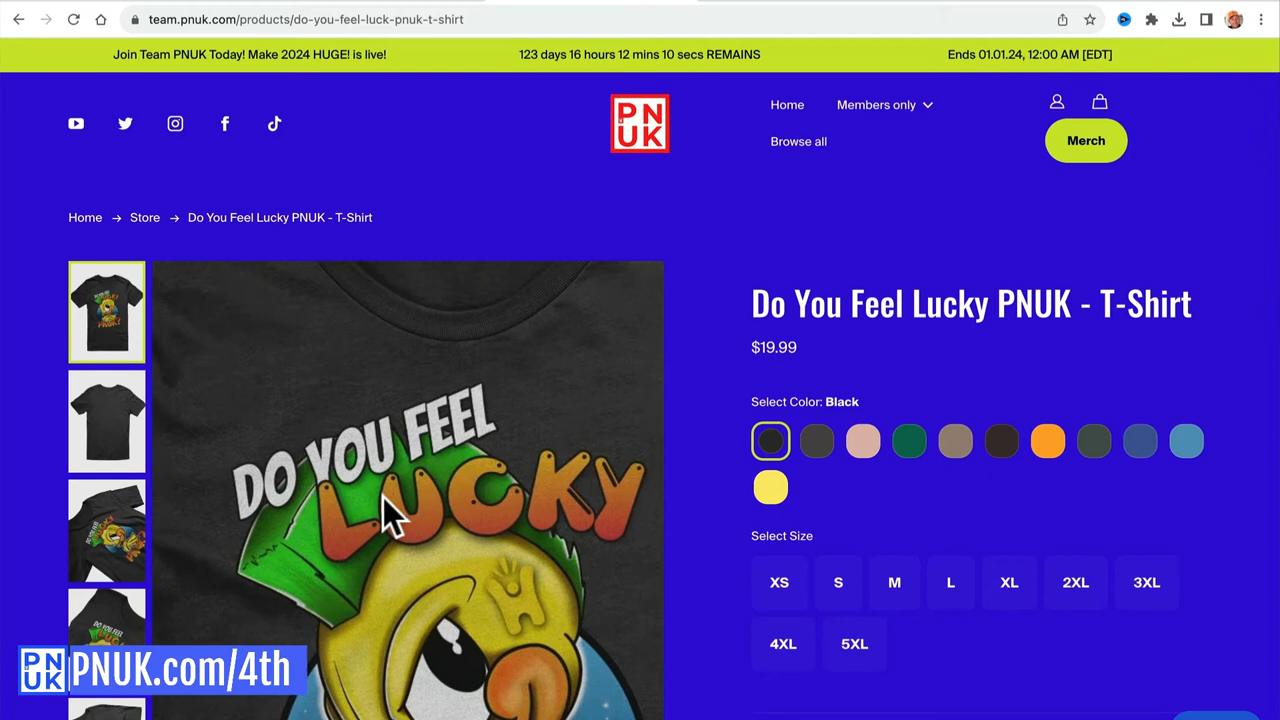 team.pnuk.com/products/do-you-feel-luck-pnuk-t-shirt
Join Team PNUK Today! Make 2024 HUGE! is live!
123 days 16 hours 12 mins 10 secs REMAINS
Ends 01.01.24, 12:00 AM [EDT]
PN
UK
Home
Members only
Browse all
Merch
Home → Store → Do You Feel Lucky PNUK - T-Shirt
Do You Feel Lucky PNUK - T-Shirt
$19.99
Select Color: Black
DO YOU FEEL
LUCKY
Select Size
XS S M L XL 2XL 3XL
4XL 5XL
PN
UK
PNUK.com/4th